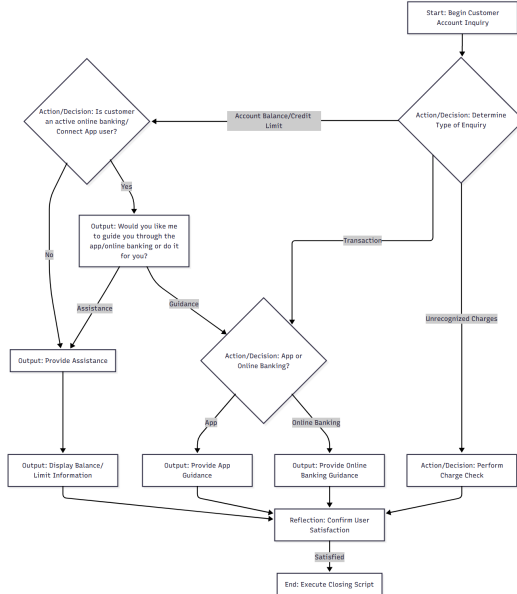 Start: Begin Customer
Account Inquiry
Action/Decision: Is customer
an active online banking/
Connect App user?
Account Balance/Credit
Limit
Action/Decision: Determine
Type of Enquiry
Yes
Output: Would you like me
to guide you through the
app/online banking or do it
for you?
No
Transaction
Assistance
Guidance
Unrecognized Charges
Output: Provide Assistance
Action/Decision: App or
Online Banking?
App
Online Banking
Output: Display Balance/
Limit Information
Output: Provide App
Guidance
Output: Provide Online
Banking Guidance
Action/Decision: Perform
Charge Check
Reflection: Confirm User
Satisfaction
Satisfied
End: Execute Closing Script